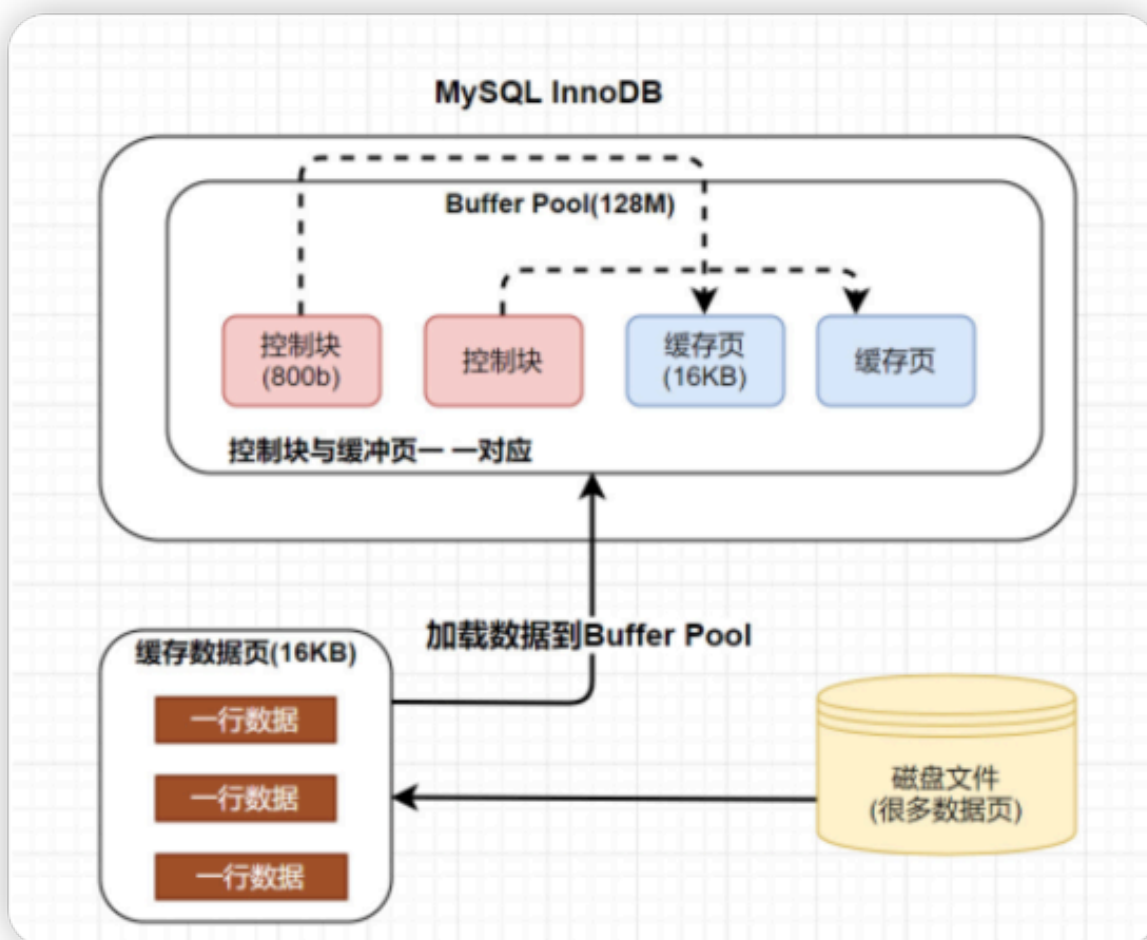 MySQL InnoDB
Buffer Pool(128M)
控制块
(800b)
控制块
缓存页
(16KB)
缓存页
控制块与缓冲页一 一对应
加载数据到Buffer Pool
缓存数据页(16KB)
一行数据
一行数据
一行数据
磁盘文件
(很多数据页)